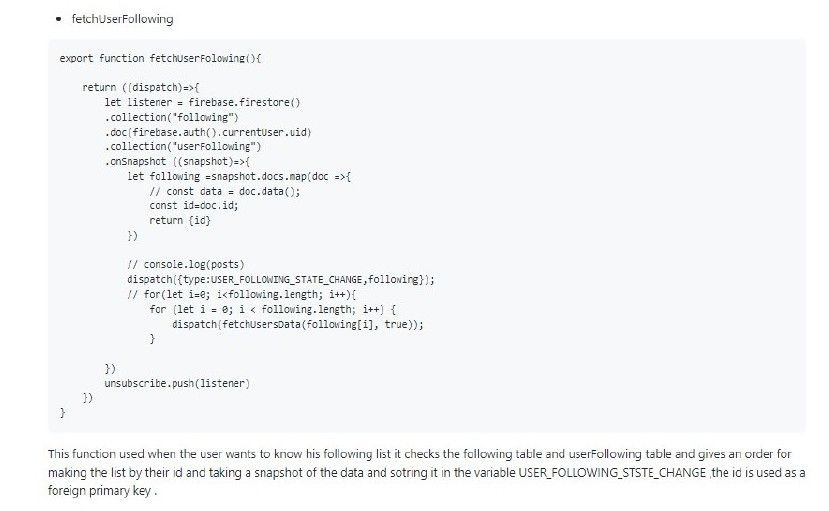 • fetchUserFollowing
export function fetchUserFolowing(){
return ((dispatch)=>{
let listener = firebase.firestore()
.collection("following")
.doc(firebase.auth().currentUser.uid)
.collection("userFollowing")
.onSnapshot ((snapshot)=>{
let following =snapshot.docs.map(doc =>{
// const data = doc.data();
const id=doc.id;
return {id}
})
// console.log(posts)
dispatch({type:USER_FOLLOWING_STATE_CHANGE,following});
// for(let i=0; i<following.length; i++){
for (let i = 0; i < following.length; i++) {
dispatch(fetchUsersData(following[i], true));
}
})
unsubscribe.push(listener)
})
}
This function used when the user wants to know his following list it checks the following table and userFollowing table and gives an order for
making the list by their id and taking a snapshot of the data and sotring it in the variable USER_FOLLOWING_STSTE_CHANGE ,the id is used as a
foreign primary key .